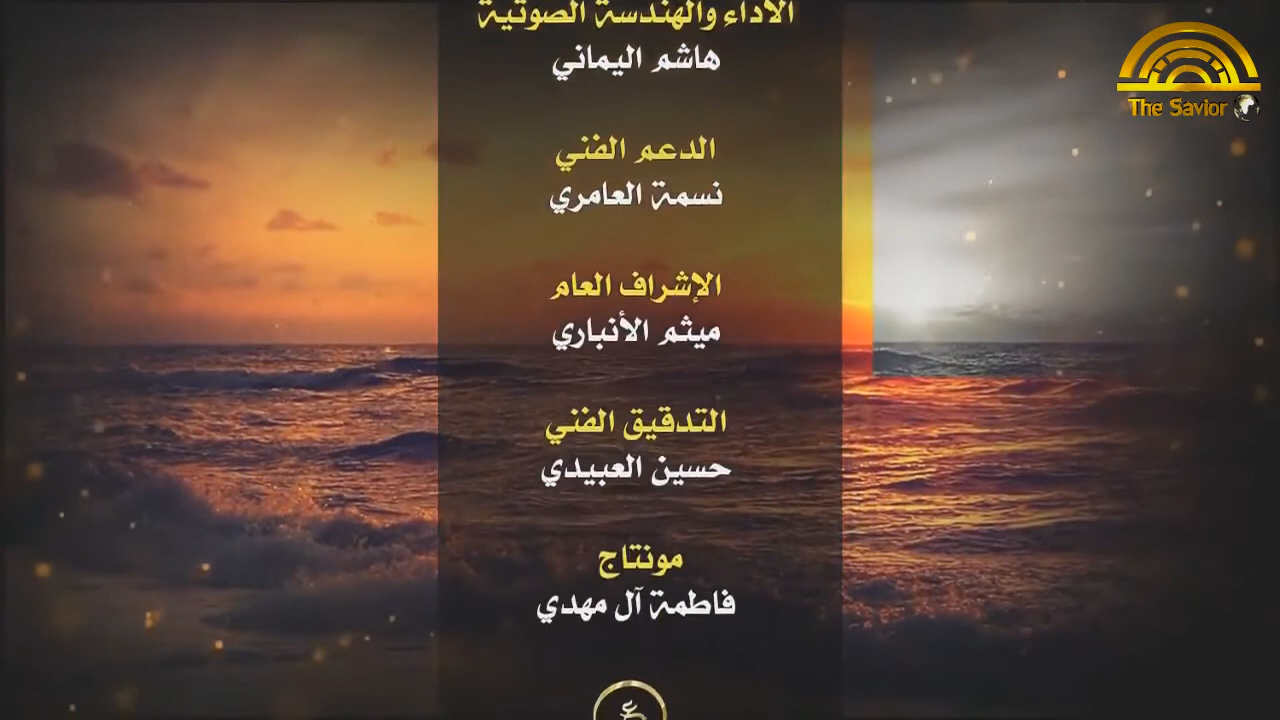 الأداء والهندسة الصوتية
هاشم اليماني
The Savior
الدعم الفني
نسمة العامري
الإشراف العام
ميثم الأنباري
التدقيق الفني
حسين العبيدي
مونتاج
فاطمة آل مهدي